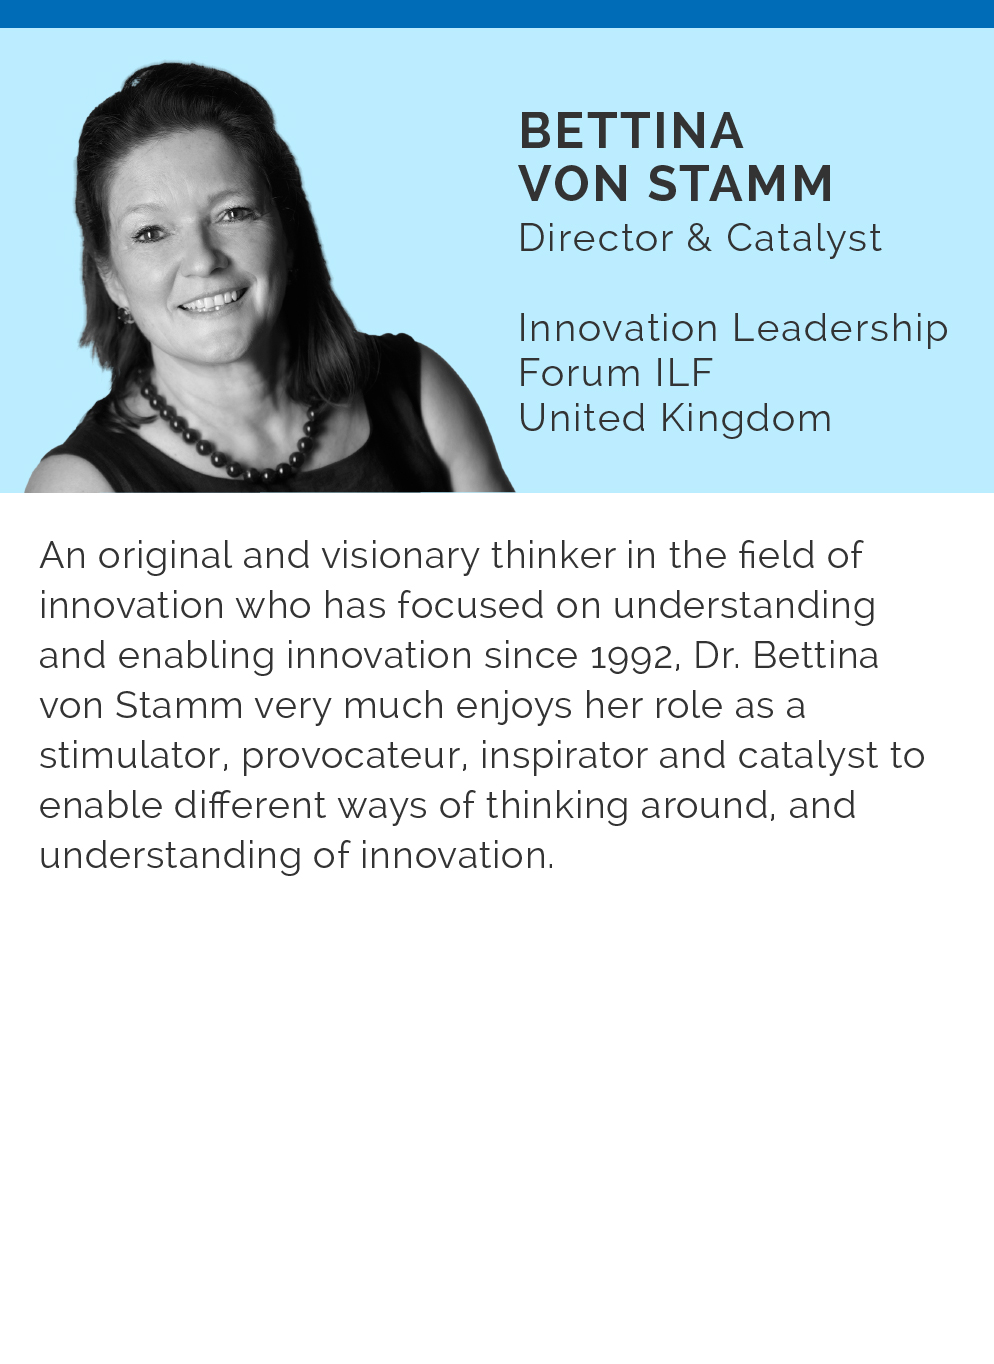 BETTINA
VON STAMM
Director & Catalyst
Innovation Leadership
Forum ILF
United Kingdom
An original and visionary thinker in the field of
innovation who has focused on understanding
and enabling innovation since 1992, Dr. Bettina
von Stamm very much enjoys her role as a
stimulator, provocateur, inspirator and catalyst to
enable different ways of thinking around, and
understanding of innovation.